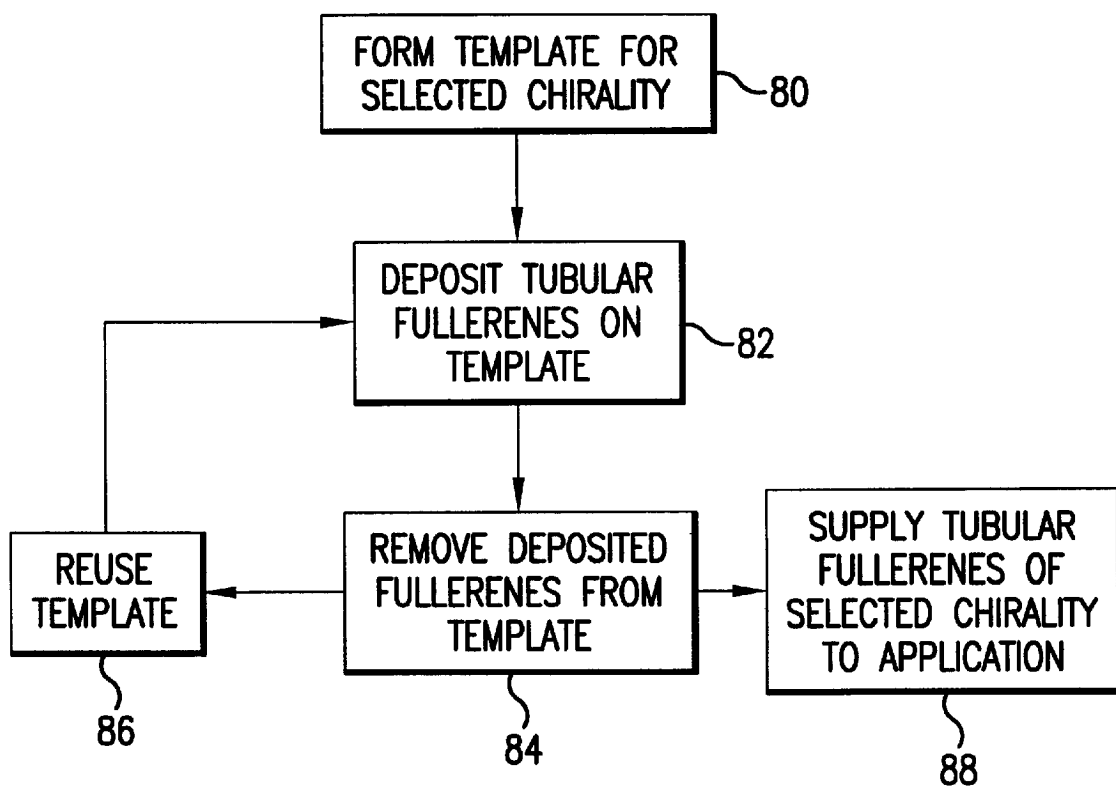 FORM TEMPLATE FOR
SELECTED CHIRALITY
80
DEPOSIT TUBULAR
FULLERENES ON
TEMPLATE
82
REUSE
TEMPLATE
86
REMOVE DEPOSITED
FULLERENES FROM
TEMPLATE
84
SUPPLY TUBULAR
FULLERENES OF
SELECTED CHIRALITY
TO APPLICATION
88